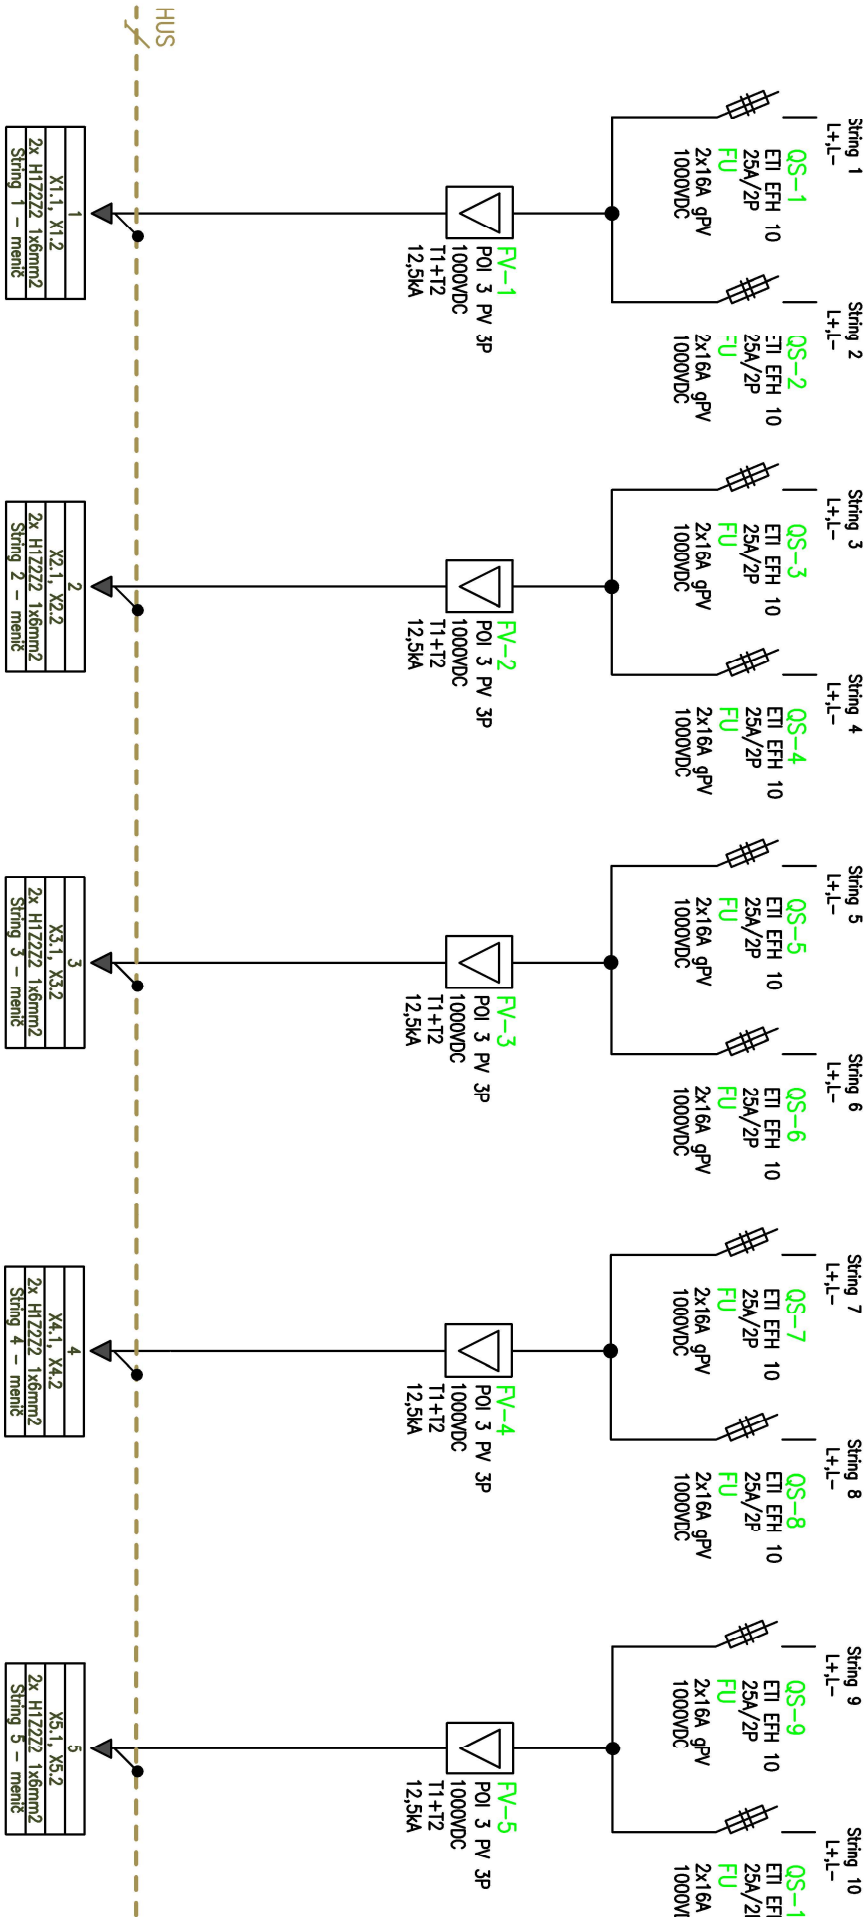 String 1
L+,L-
QS-1
ETI EFH 10
25A/2P
FU
2x16A gPV
1000VDC
String 2
L+,L-
QS-2
ETI EFH 10
25A/2P
FU
2x16A gPV
1000VDC
FV-1
POI 3 PV 3P
1000VDC
T1+T2
12,5kA
String 3
L+,L-
QS-3
ETI EFH 10
25A/2P
FU
2x16A gPV
1000VDC
String 4
L+,L-
QS-4
ETI EFH 10
25A/2P
FU
2x16A gPV
1000VDC
FV-2
POI 3 PV 3P
1000VDC
T1+T2
12,5kA
String 5
L+,L-
QS-5
ETI EFH 10
25A/2P
FU
2x16A gPV
1000VDC
String 6
L+,L-
QS-6
ETI EFH 10
25A/2P
FU
2x16A gPV
1000VDC
FV-3
POI 3 PV 3P
1000VDC
T1+T2
12,5kA
String 7
L+,L-
QS-7
ETI EFH 10
25A/2P
FU
2x16A gPV
1000VDC
String 8
L+,L-
QS-8
ETI EFH 10
25A/2P
FU
2x16A gPV
1000VDC
FV-4
POI 3 PV 3P
1000VDC
T1+T2
12,5kA
String 9
L+,L-
QS-9
ETI EFH 10
25A/2P
FU
2x16A gPV
1000VDC
String 10
L+,L-
QS-1
ETI
FU
2x16A
FV-5
POI 3 PV 3P
1000VDC
T1+T2
12,5kA
HUS
1
X1.1, X1.2
2x H1Z2Z2 1x6mm2
String 1 - menič
2
X2.1, X2.2
2x H1Z2Z2 1x6mm2
String 2 - menič
3
X3.1, X3.2
2x H1Z2Z2 1x6mm2
String 3 - menič
4
X4.1, X4.2
2x H1Z2Z2 1x6mm2
String 4 - menič
5
X5.1, X5.2
2x H1Z2Z2 1x6mm2
String 5 - menič